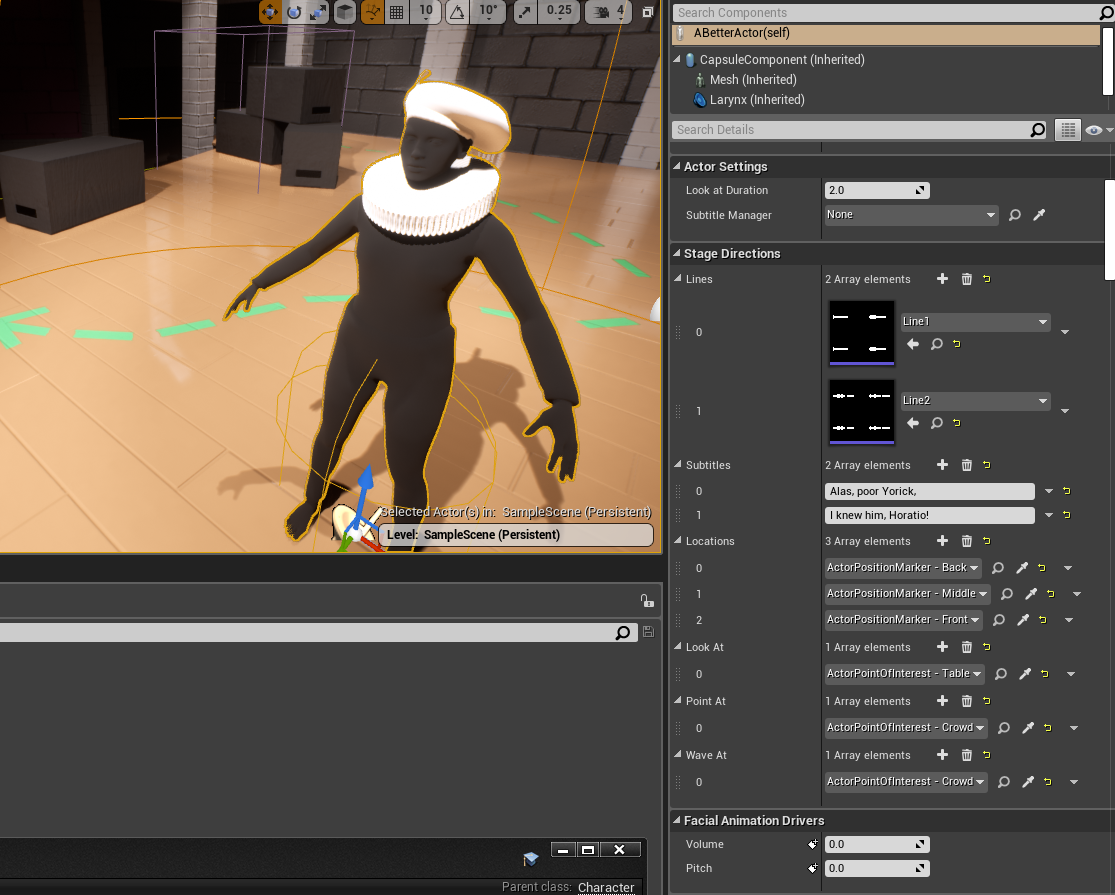 10
10°
0.25
4
Selected Actor(s) in: SampleScene (Persistent)
Level: SampleScene (Persistent)
Parent class: Character
Search Components
ABetterActor(self)
CapsuleComponent (Inherited)
Mesh (Inherited)
Larynx (Inherited)
Search Details
Actor Settings
Look at Duration 2.0
Subtitle Manager None
Stage Directions
Lines 2 Array elements
0 Line1
1 Line2
Subtitles 2 Array elements
0 Alas, poor Yorick,
1 I knew him, Horatio!
Locations 3 Array elements
0 ActorPositionMarker - Back
1 ActorPositionMarker - Middle
2 ActorPositionMarker - Front
Look At 1 Array elements
0 ActorPointOfInterest - Table
Point At 1 Array elements
0 ActorPointOfInterest - Crowd
Wave At 1 Array elements
0 ActorPointOfInterest - Crowd
Facial Animation Drivers
Volume 0.0
Pitch 0.0